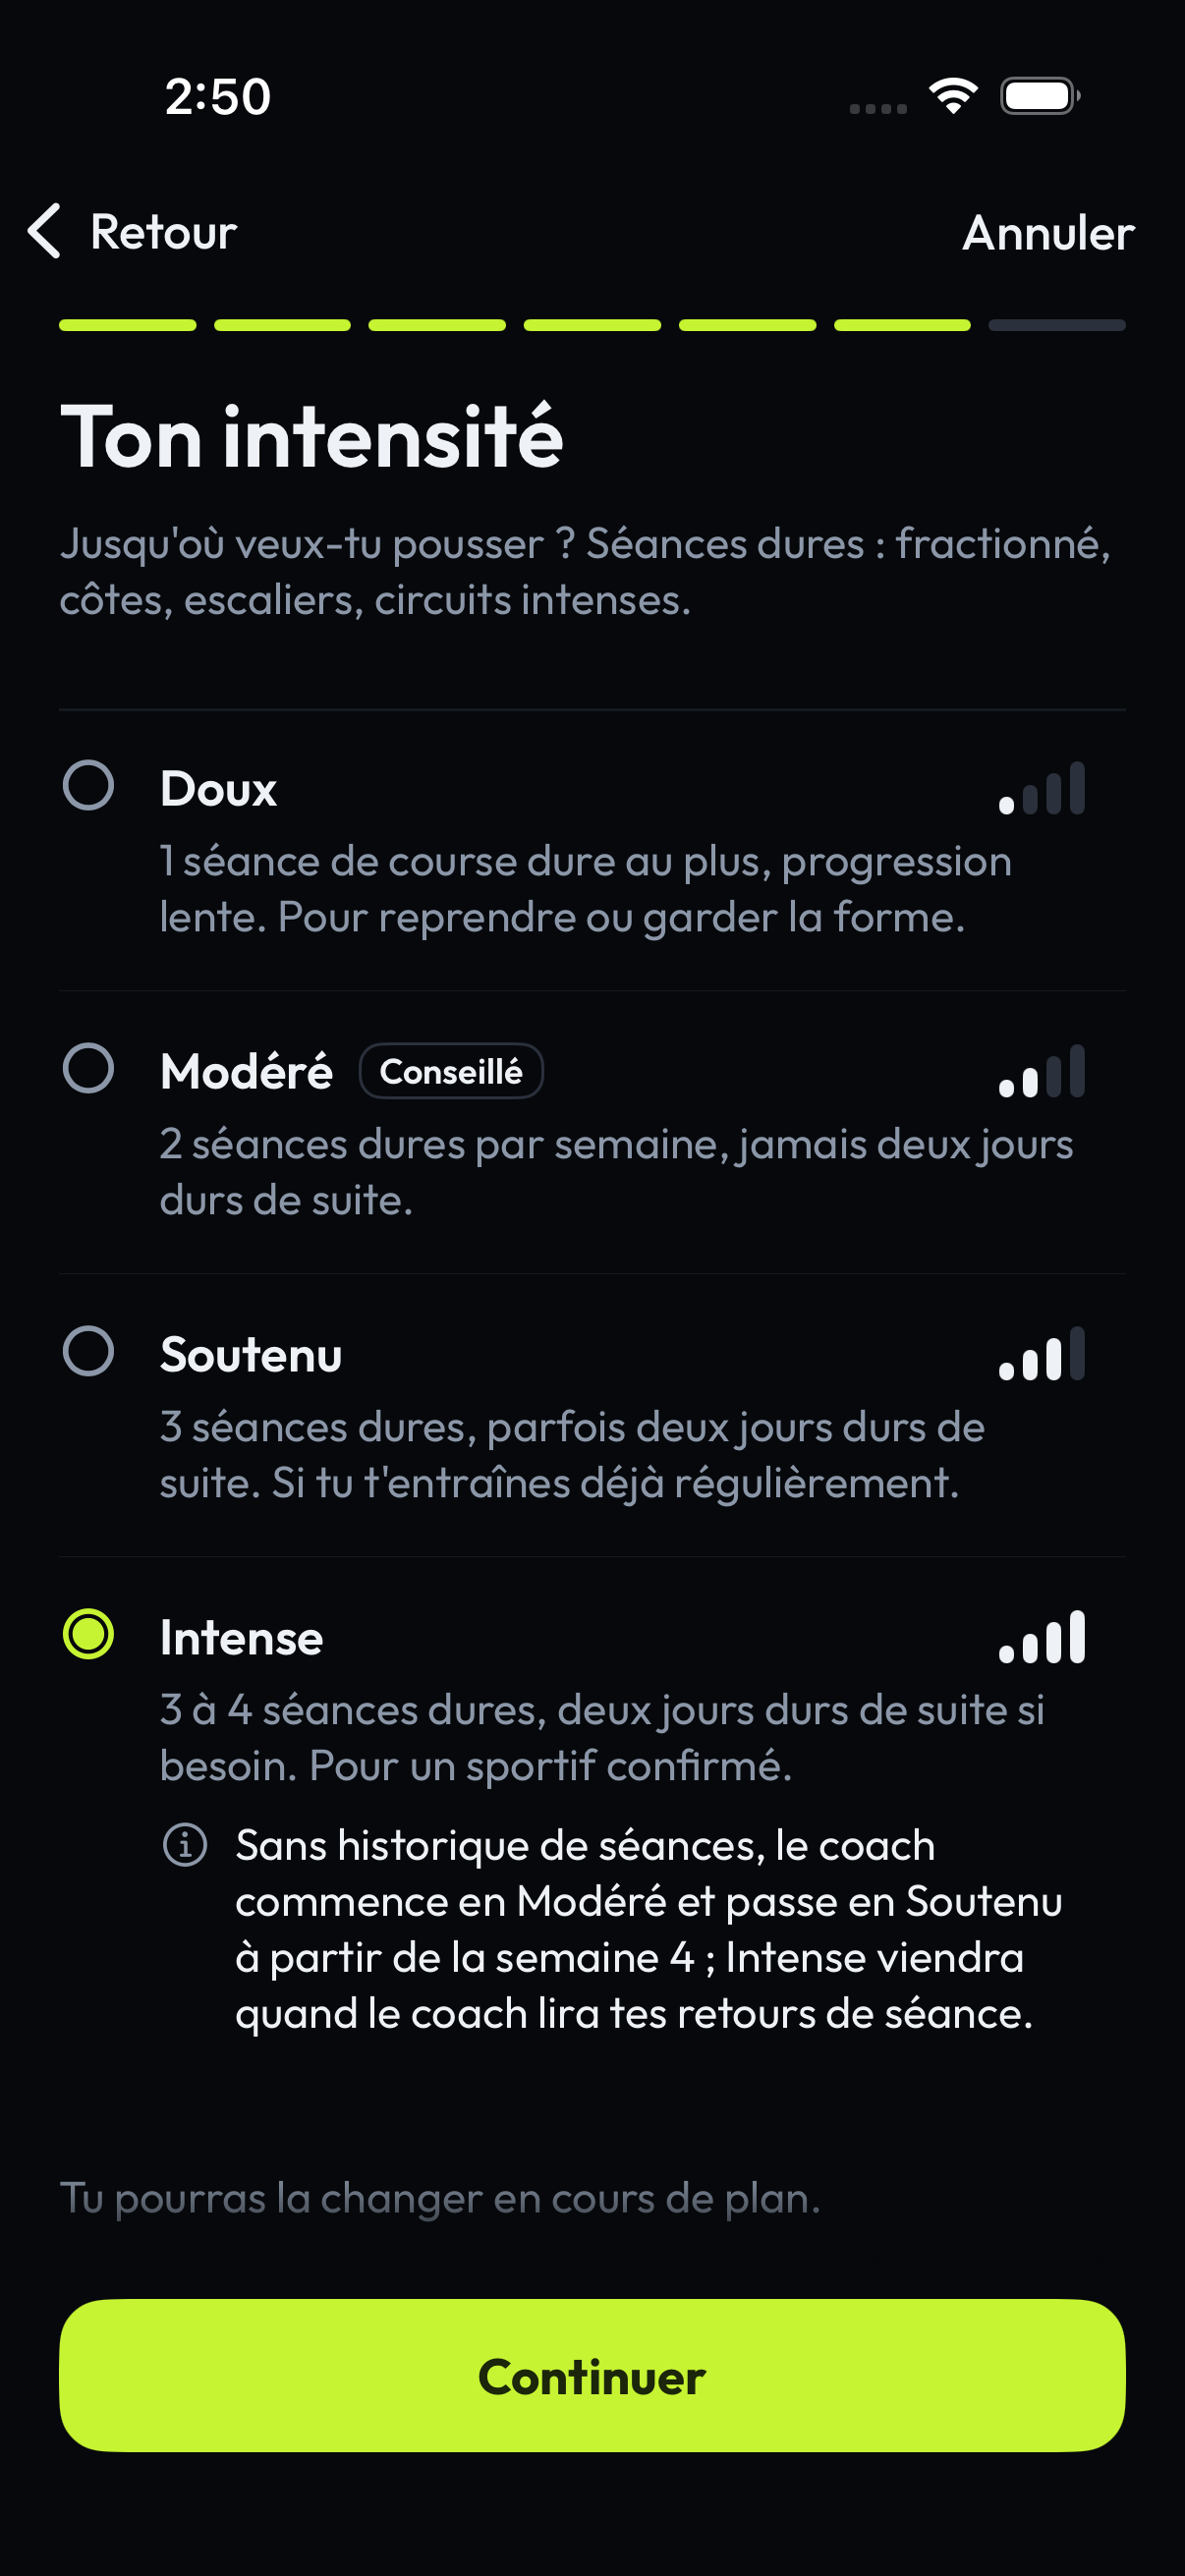 2:50
Retour
Annuler
Ton intensité
Jusqu'où veux-tu pousser ? Séances dures : fractionné,
côtes, escaliers, circuits intenses.
Doux
1 séance de course dure au plus, progression
lente. Pour reprendre ou garder la forme.
Modéré
Conseillé
2 séances dures par semaine, jamais deux jours
durs de suite.
Soutenu
3 séances dures, parfois deux jours durs de
suite. Si tu t'entraînes déjà régulièrement.
Intense
3 à 4 séances dures, deux jours durs de suite si
besoin. Pour un sportif confirmé.
Sans historique de séances, le coach
commence en Modéré et passe en Soutenu
à partir de la semaine 4 ; Intense viendra
quand le coach lira tes retours de séance.
Tu pourras la changer en cours de plan.
Continuer